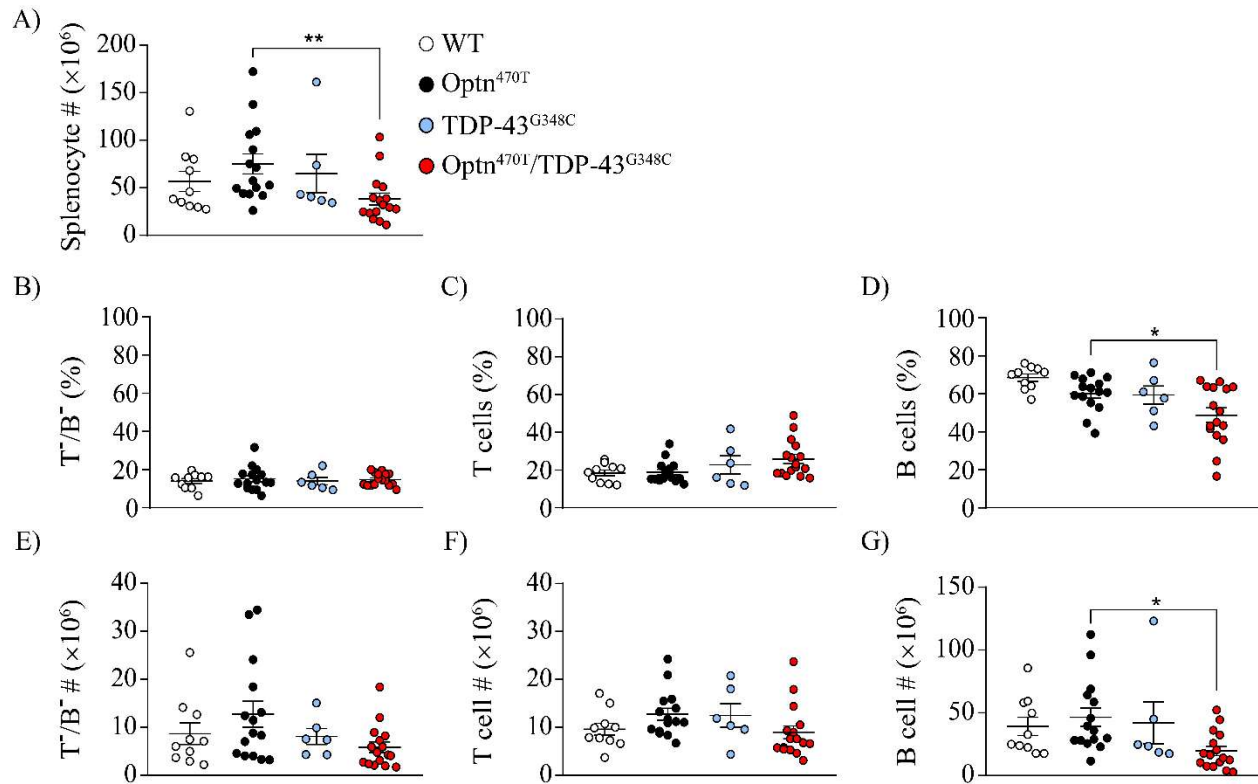 A)
Splenocyte # (×10⁶)
200
150
100
50
0
**
WT
Optn⁴⁷⁰ᵀ
TDP-43ᴳ³⁴⁸ᶜ
Optn⁴⁷⁰ᵀ/TDP-43ᴳ³⁴⁸ᶜ
B)
T⁻/B⁻ (%)
100
80
60
40
20
0
C)
T cells (%)
100
80
60
40
20
0
D)
B cells (%)
100
80
60
40
20
0
*
E)
T⁻/B⁻ # (×10⁶)
40
30
20
10
0
F)
T cell # (×10⁶)
40
30
20
10
0
G)
B cell # (×10⁶)
150
100
50
0
*